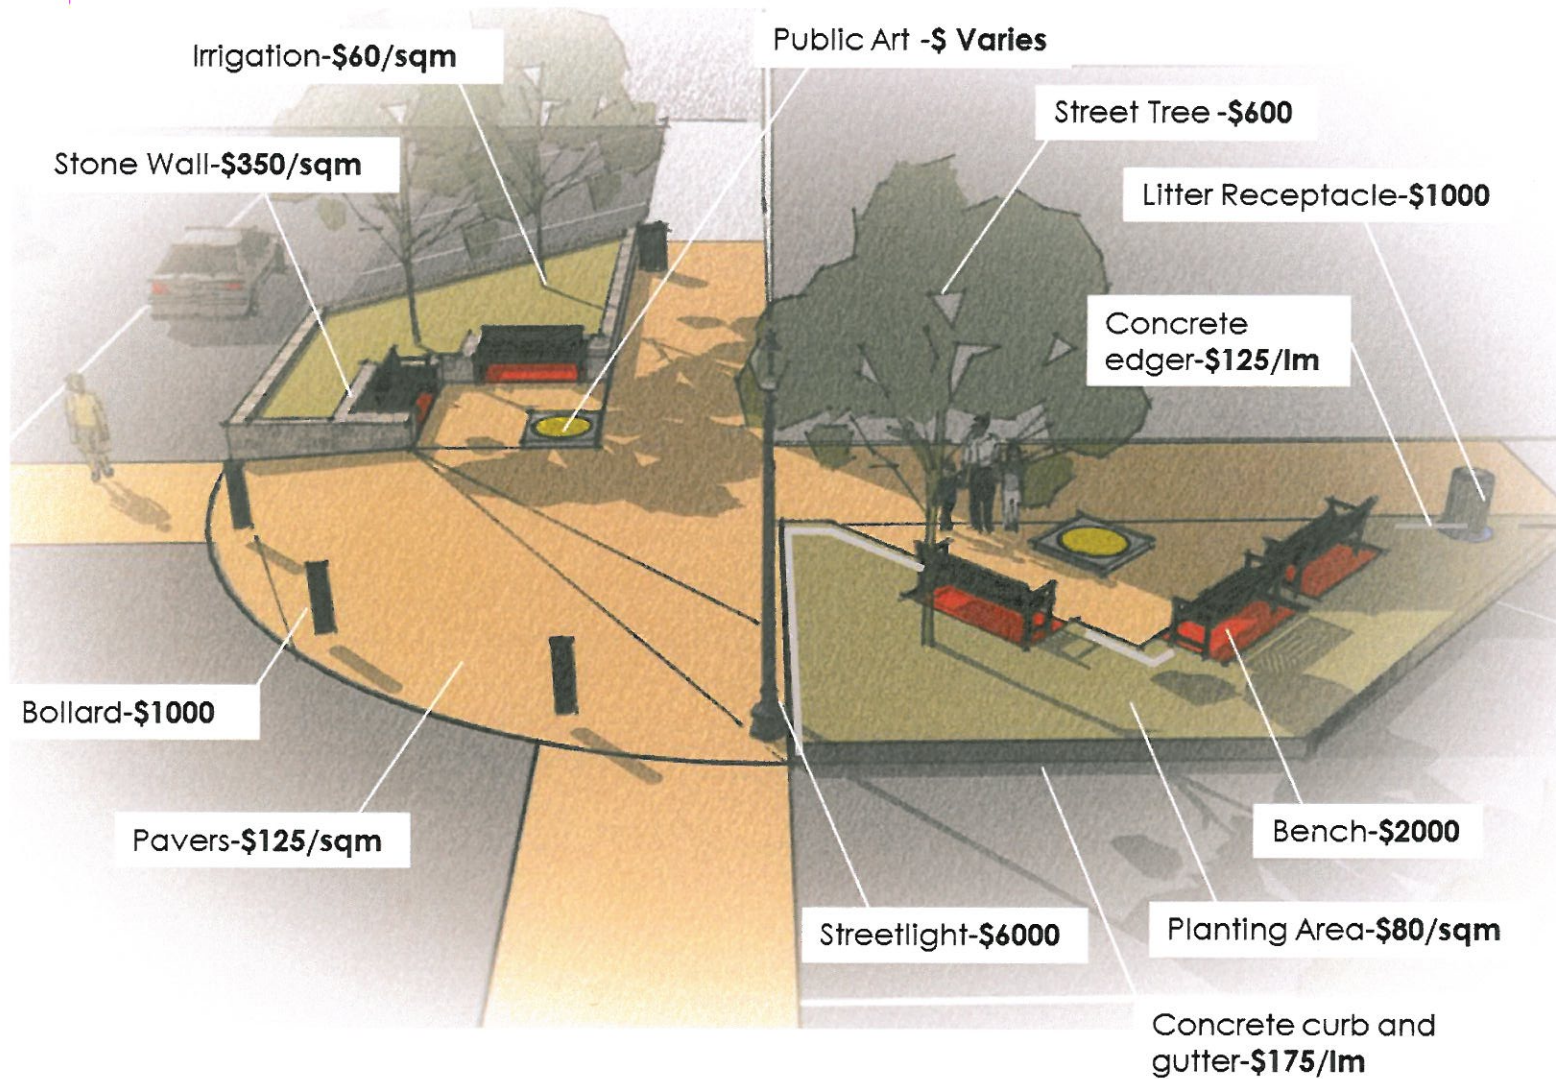 Irrigation-$60/sqm
Public Art -$ Varies
Street Tree -$600
Stone Wall-$350/sqm
Litter Receptacle-$1000
Concrete
edger-$125/lm
Bollard-$1000
Pavers-$125/sqm
Bench-$2000
Streetlight-$6000
Planting Area-$80/sqm
Concrete curb and
gutter-$175/lm